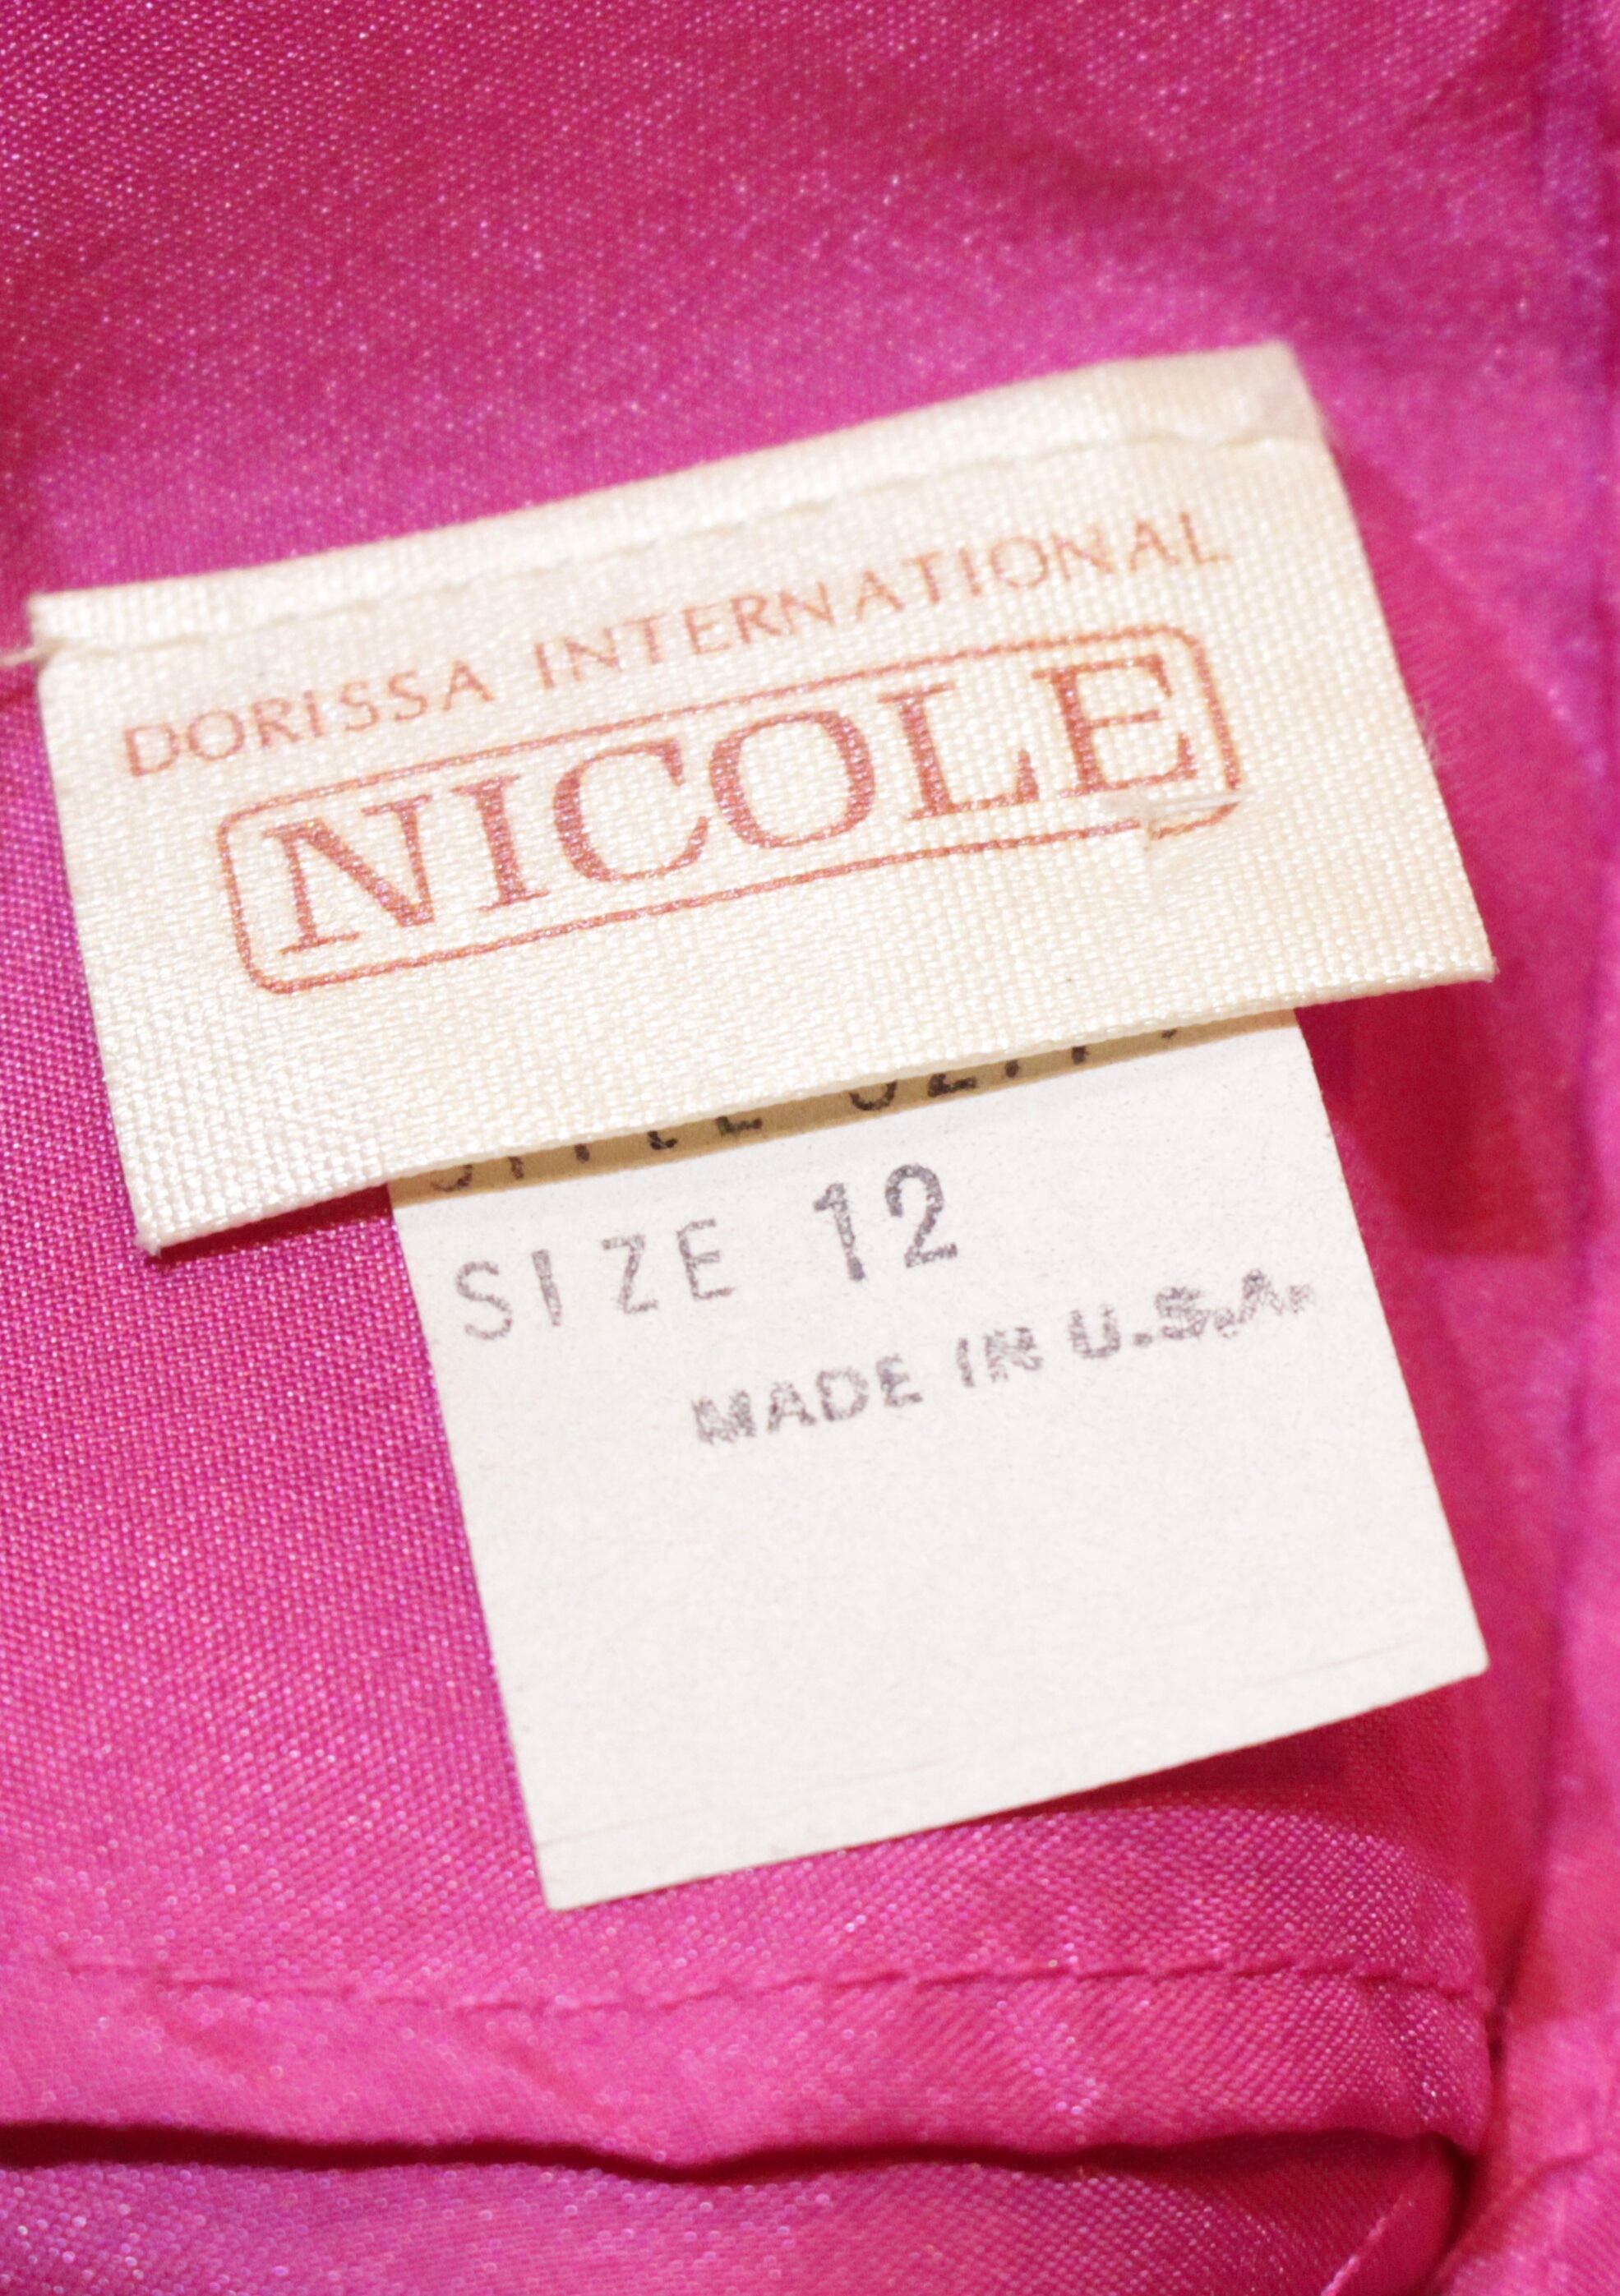 DORISSA INTERNATIONAL
NICOLE
SIZE 12
MADE IN U.S.A.